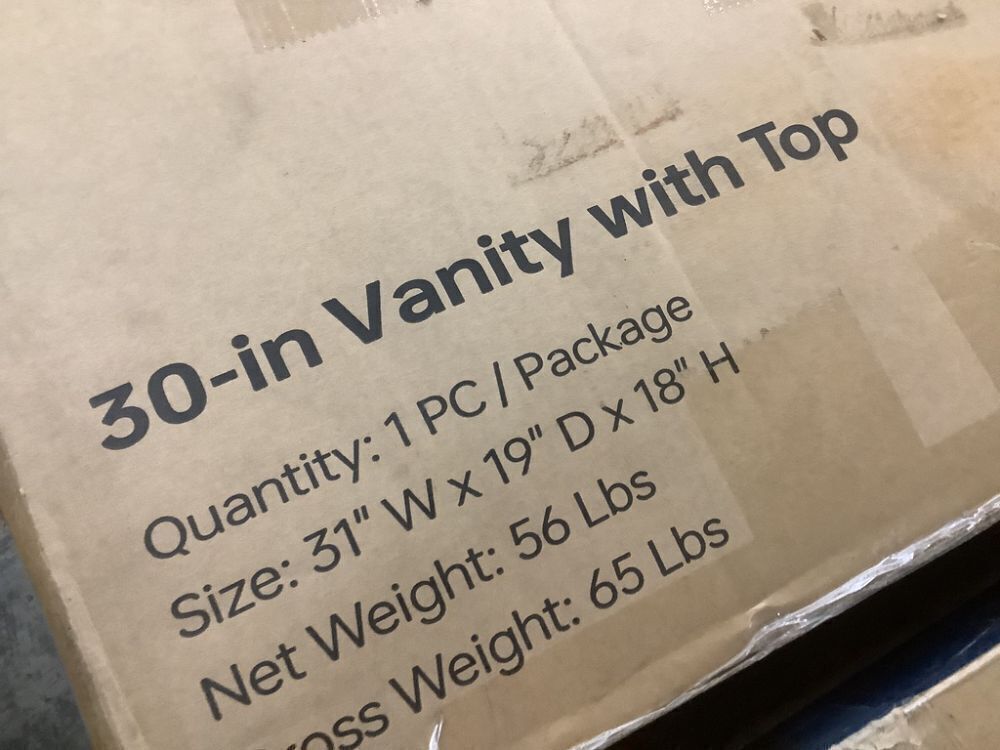 30-in Vanity with Top
Quantity: 1 PC / Package
Size: 31" W x 19" D x 18" H
Net Weight: 56 Lbs
Weight: 65 Lbs